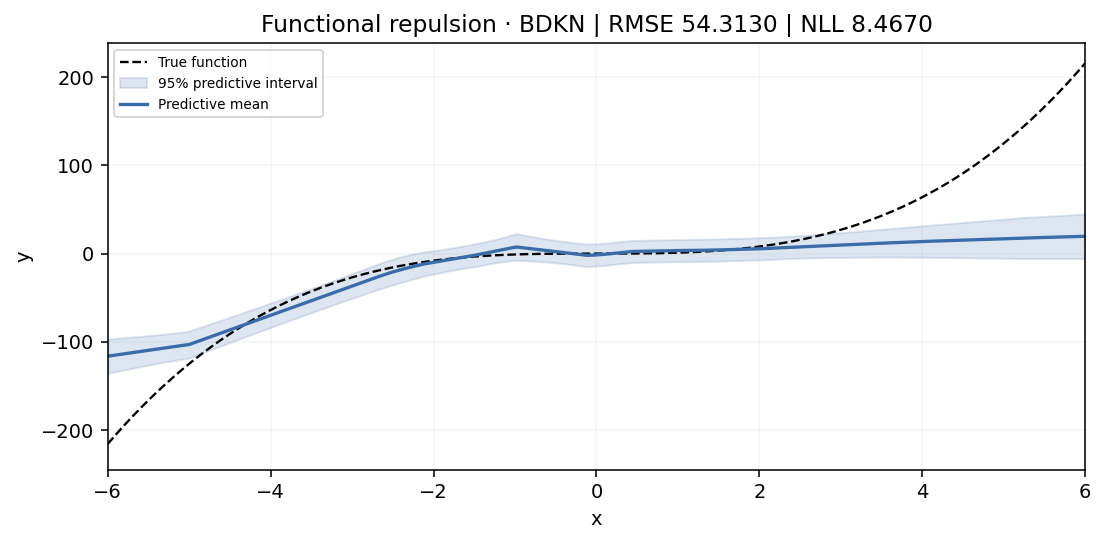 Functional repulsion · BDKN | RMSE 54.3130 | NLL 8.4670
True function
95% predictive interval
Predictive mean
200
100
0
−100
−200
y
−6 −4 −2 0 2 4 6
x